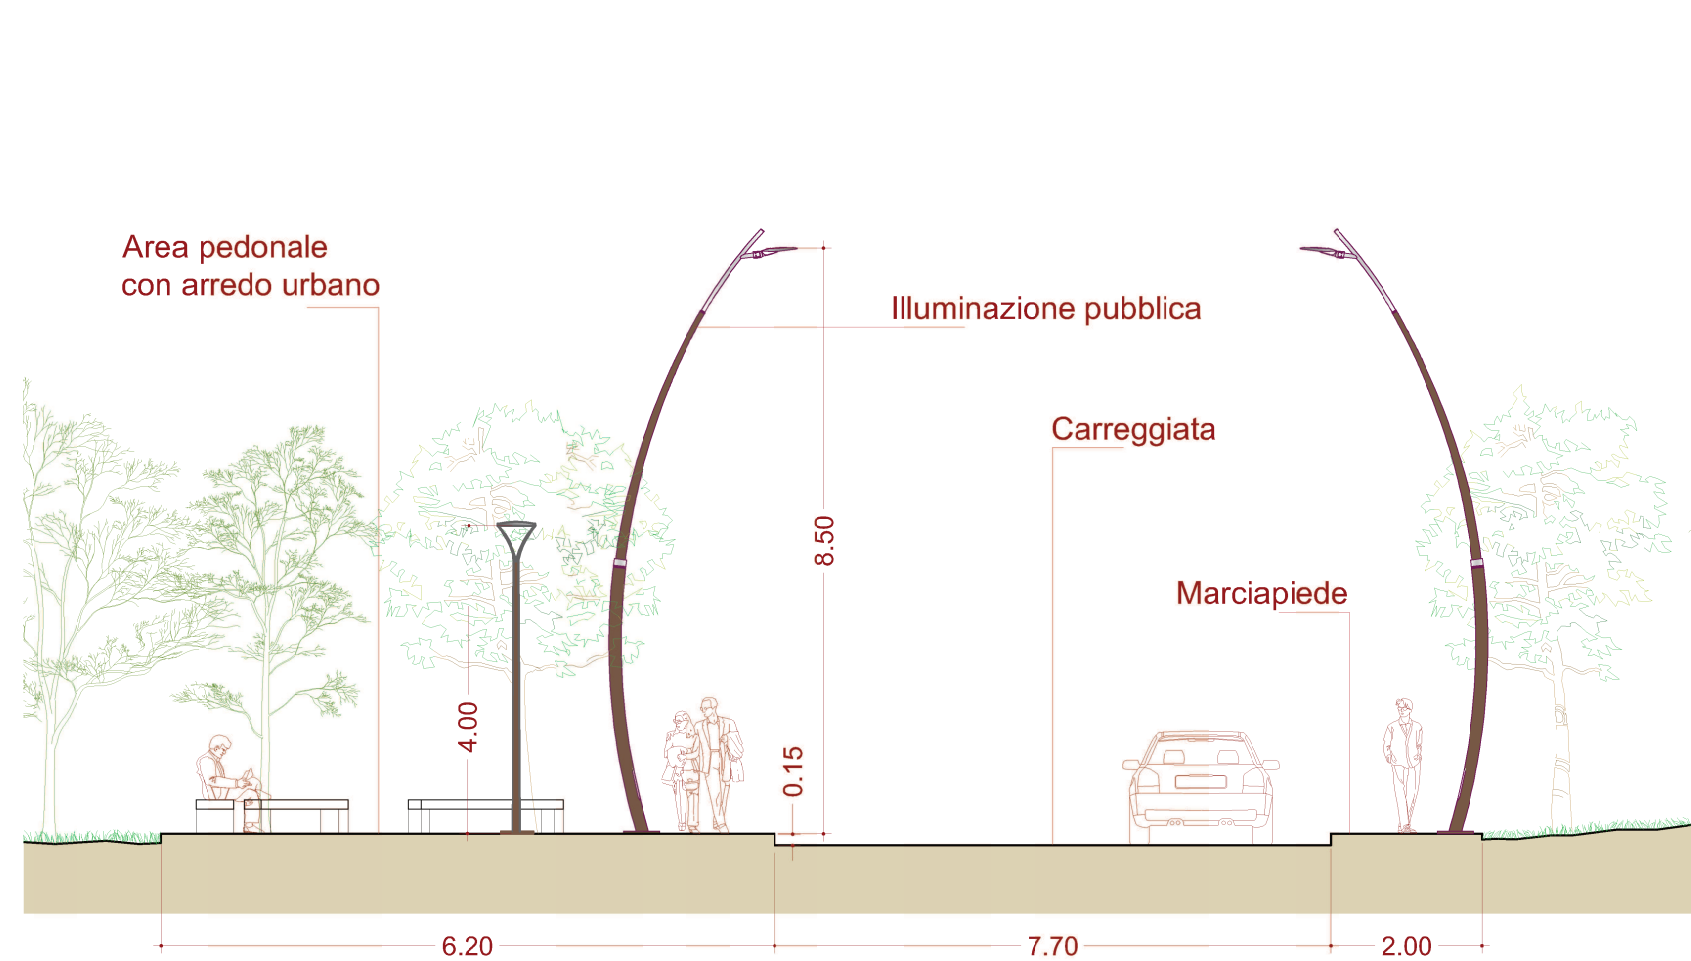 Area pedonale
con arredo urbano
Illuminazione pubblica
Carreggiata
8.50
Marciapiede
4.00
0.15
6.20
7.70
2.00